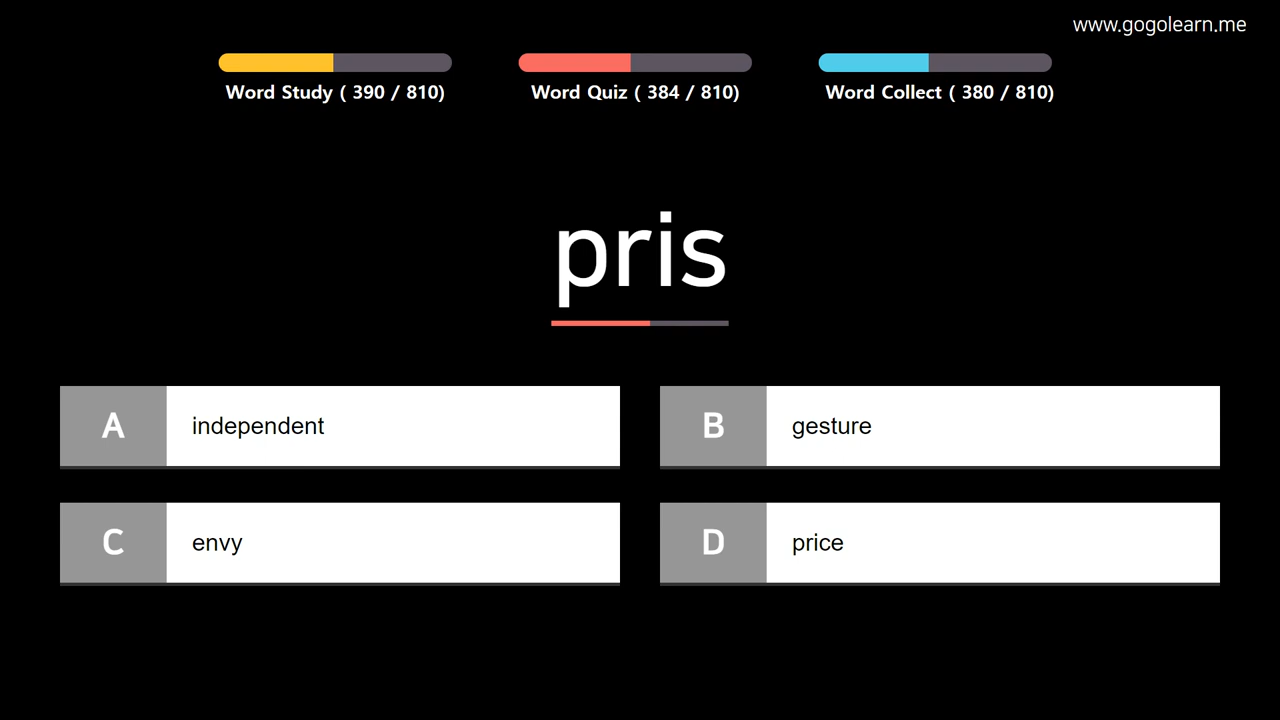 www.gogolearn.me
Word Study ( 390 / 810)
Word Quiz ( 384 / 810)
Word Collect ( 380 / 810)
pris
A independent
B gesture
C envy
D price